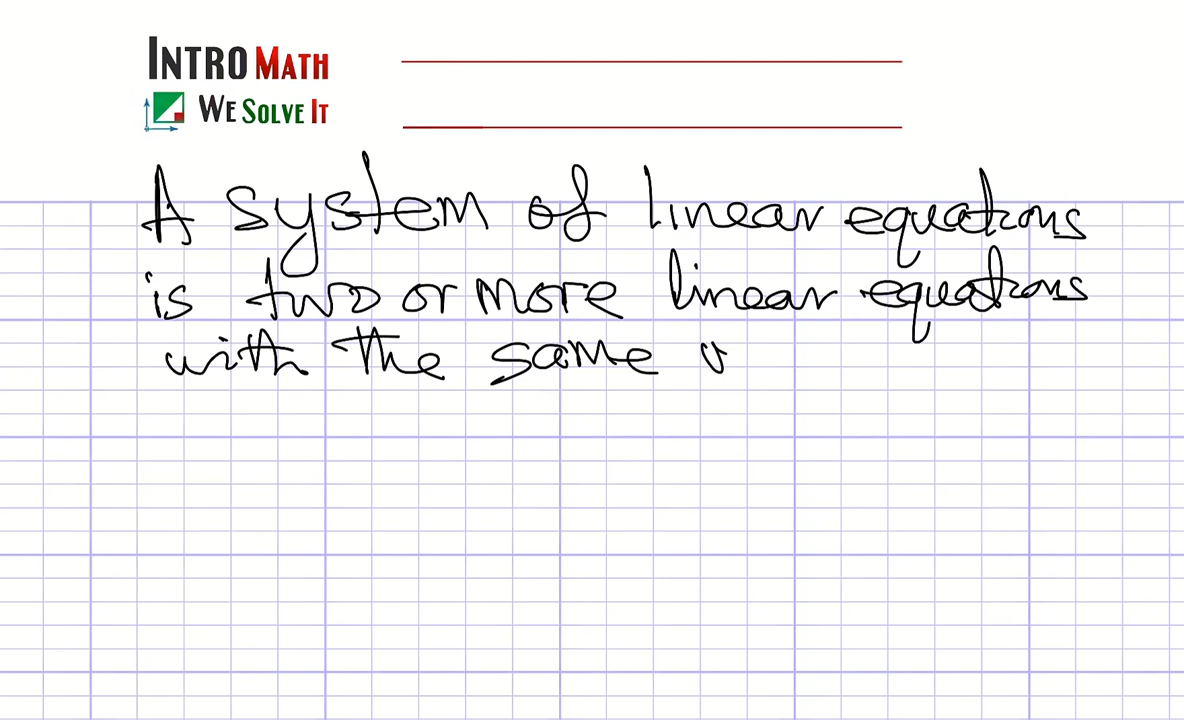 INTRO MATH
WE SOLVE IT
A system of linear equations
is two or more linear equations
with the same v